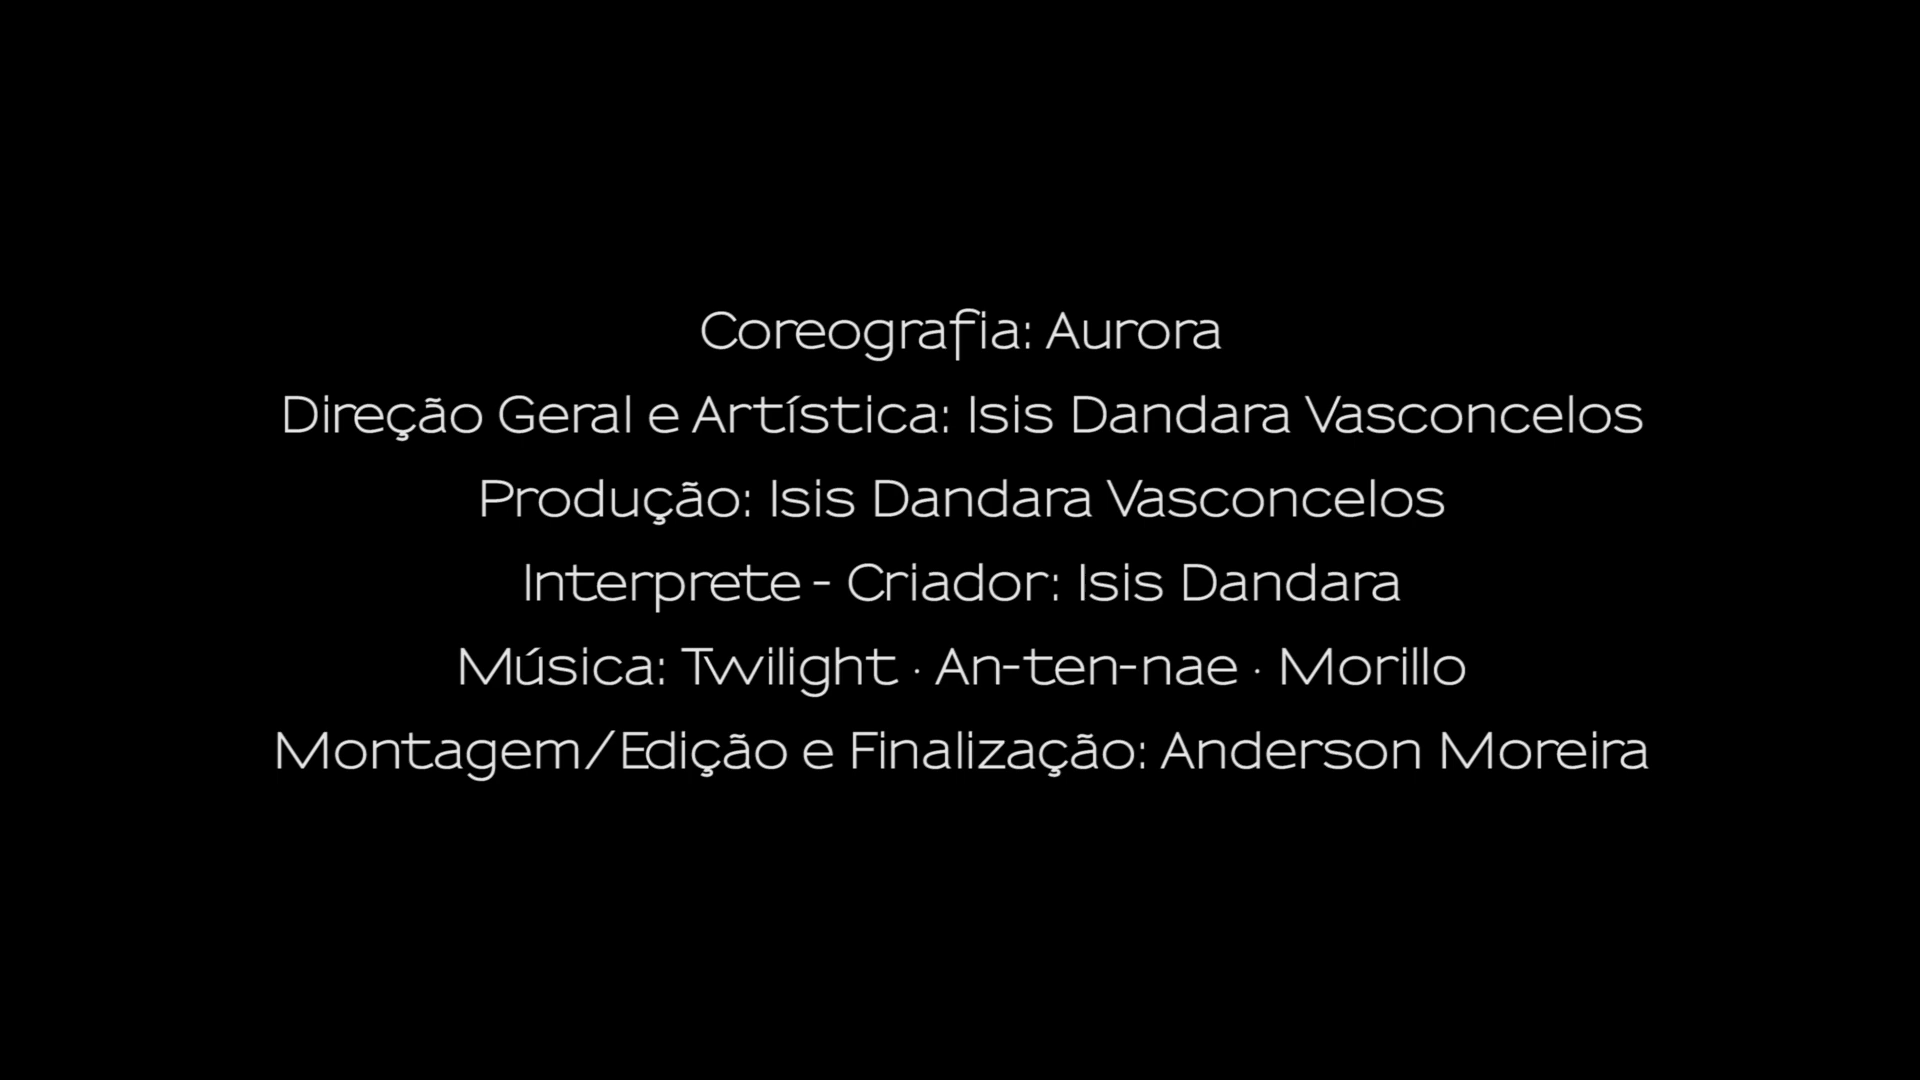 Coreografia: Aurora
Direção Geral e Artística: Isis Dandara Vasconcelos
Produção: Isis Dandara Vasconcelos
Interprete - Criador: Isis Dandara
Música: Twilight · An-ten-nae · Morillo
Montagem/Edição e Finalização: Anderson Moreira